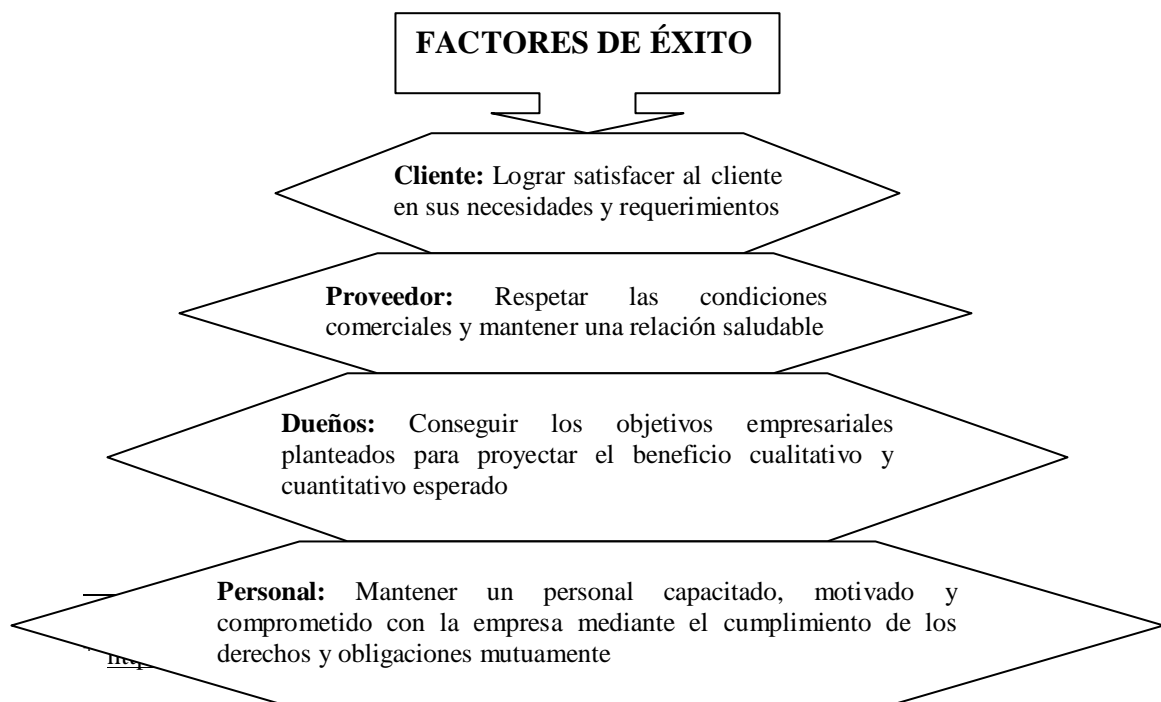 FACTORES DE ÉXITO
Cliente: Lograr satisfacer al cliente
en sus necesidades y requerimientos
Proveedor: Respetar las condiciones
comerciales y mantener una relación saludable
Dueños: Conseguir los objetivos empresariales
planteados para proyectar el beneficio cualitativo y
cuantitativo esperado
Personal: Mantener un personal capacitado, motivado y
comprometido con la empresa mediante el cumplimiento de los
derechos y obligaciones mutuamente